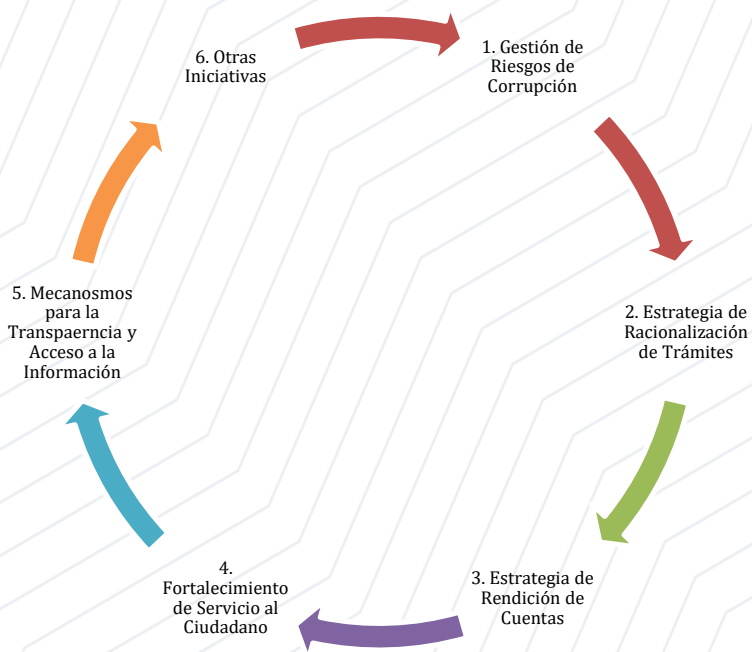 1. Gestión de
Riesgos de
Corrupción
2. Estrategia de
Racionalización
de Trámites
3. Estrategia de
Rendición de
Cuentas
4.
Fortalecimiento
de Servicio al
Ciudadano
5. Mecanosmos
para la
Transpaerncia y
Acceso a la
Información
6. Otras
Iniciativas